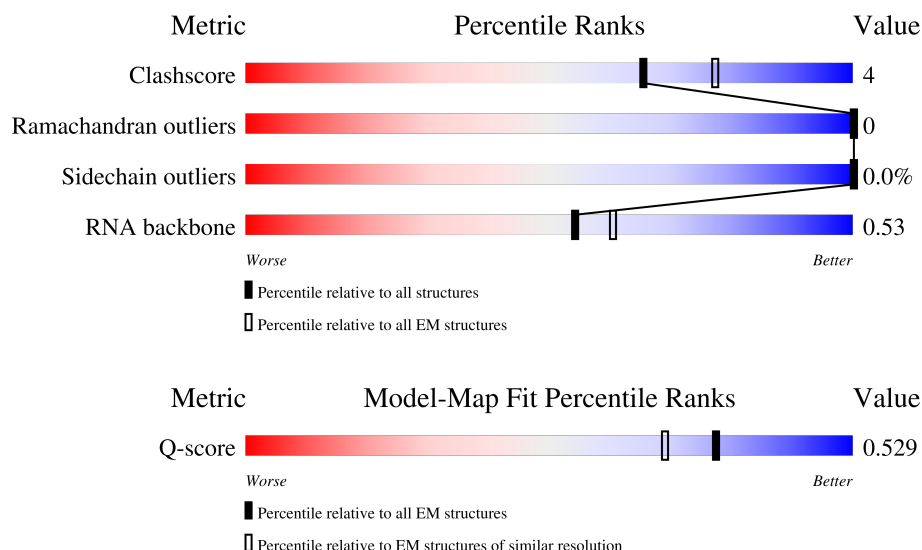 Metric Percentile Ranks Value
Clashscore 4
Ramachandran outliers 0
Sidechain outliers 0.0%
RNA backbone 0.53
Worse Better
Percentile relative to all structures
Percentile relative to all EM structures
Metric Model-Map Fit Percentile Ranks Value
Q-score 0.529
Worse Better
Percentile relative to all EM structures
Percentile relative to EM structures of similar resolution